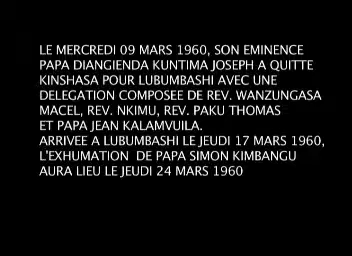 LE MERCREDI 09 MARS 1960, SON EMINENCE
PAPA DIANGIENDA KUNTIMA JOSEPH A QUITTE
KINSHASA POUR LUBUMBASHI AVEC UNE
DELEGATION COMPOSEE DE REV. WANZUNGASA
MACEL, REV. NKIMU, REV. PAKU THOMAS
ET PAPA JEAN KALAMVUILA.
ARRIVEE A LUBUMBASHI LE JEUDI 17 MARS 1960,
L'EXHUMATION DE PAPA SIMON KIMBANGU
AURA LIEU LE JEUDI 24 MARS 1960